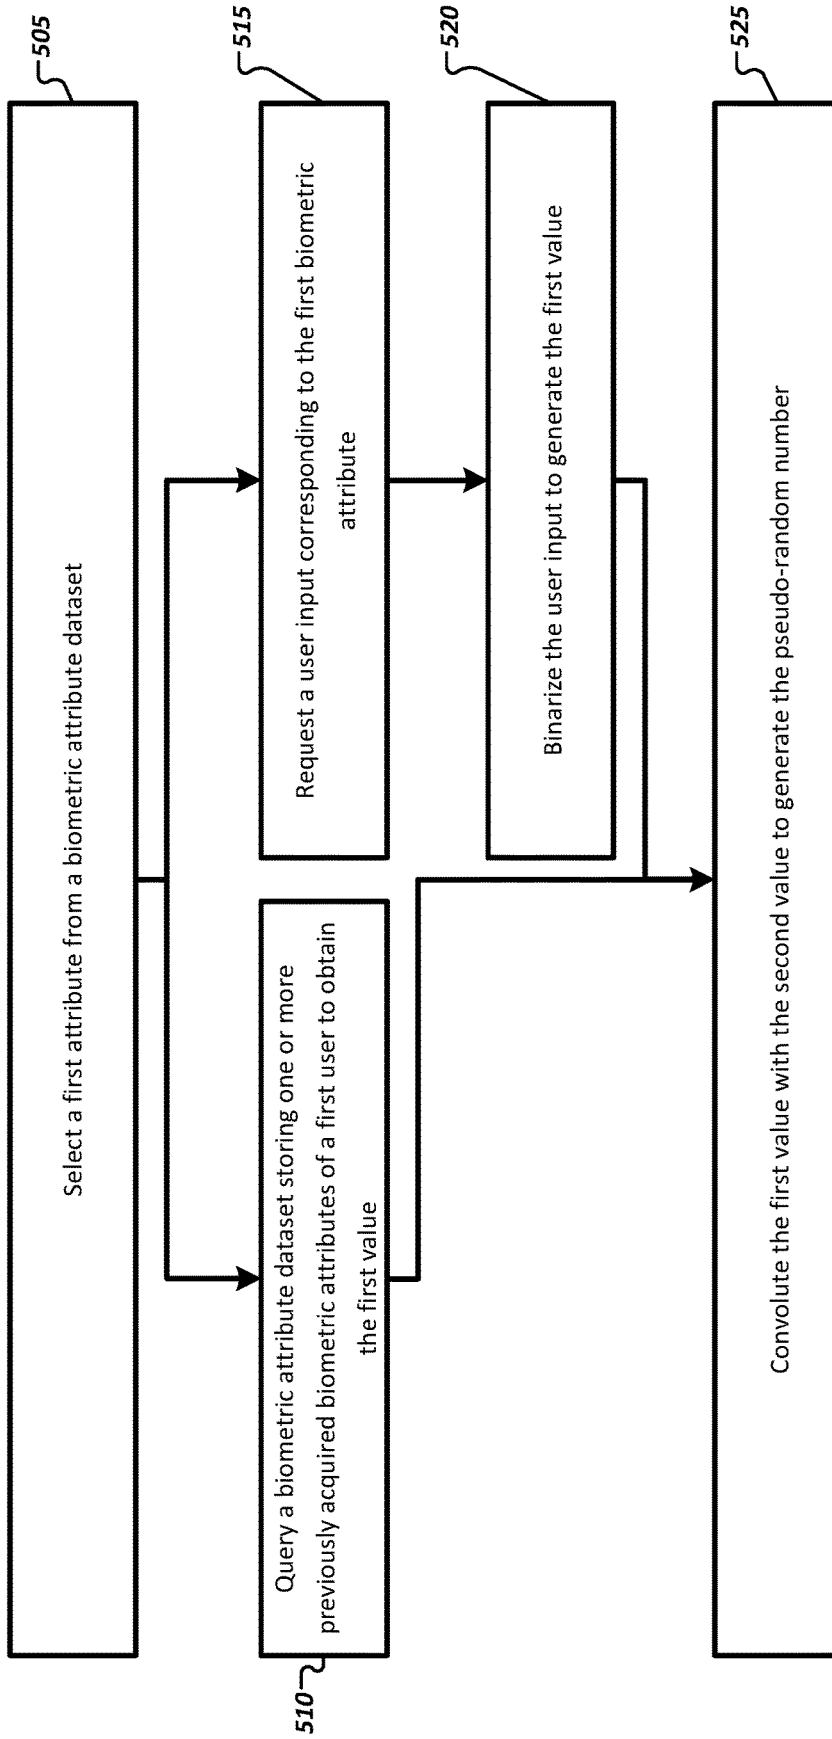 505
Select a first attribute from a biometric attribute dataset
510
Query a biometric attribute dataset storing one or more
previously acquired biometric attributes of a first user to obtain
the first value
515
Request a user input corresponding to the first biometric
attribute
520
Binarize the user input to generate the first value
525
Convolute the first value with the second value to generate the pseudo-random number